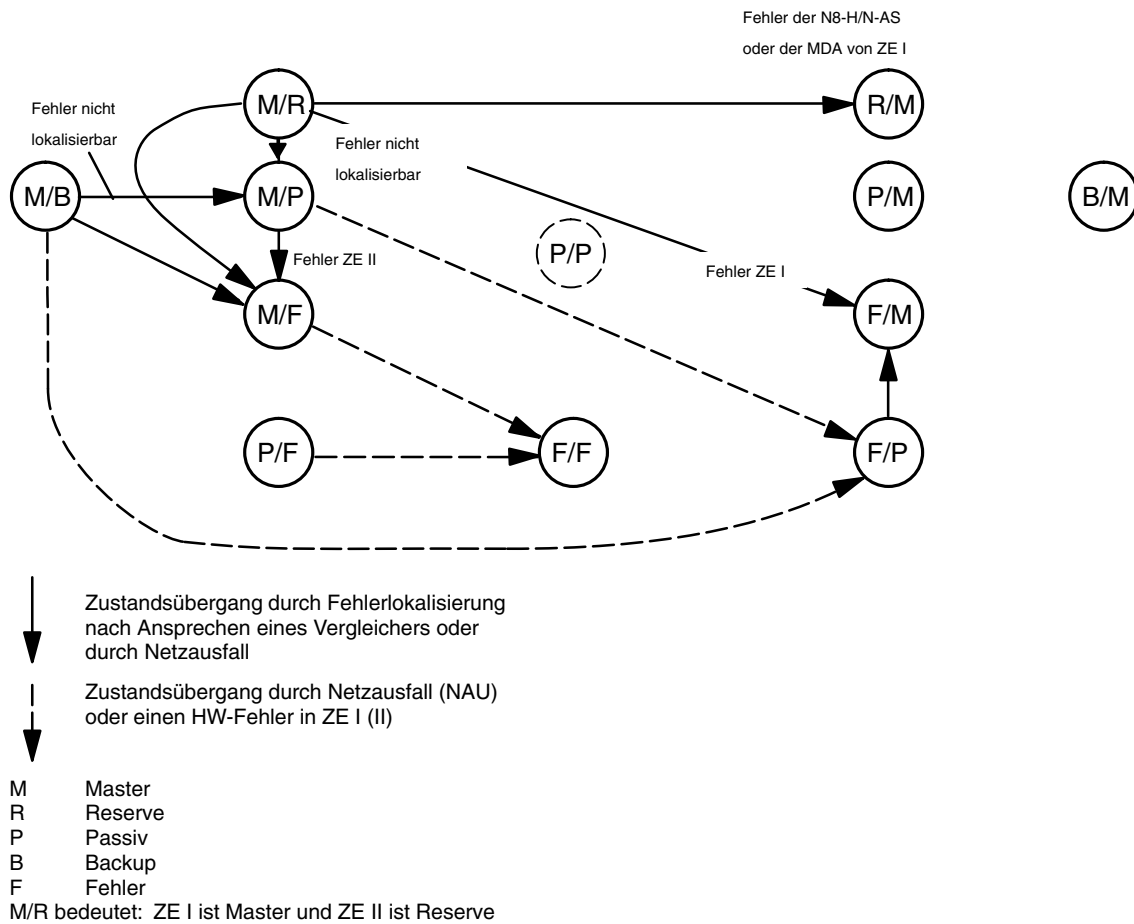 Fehler der N8-H/N-AS
oder der MDA von ZE I
M/R
R/M
Fehler nicht
lokalisierbar
Fehler nicht
lokalisierbar
M/B
M/P
P/M
B/M
P/P
Fehler ZE II
Fehler ZE I
M/F
F/M
P/F
F/F
F/P
Zustandsübergang durch Fehlerlokalisierung
nach Ansprechen eines Vergleichers oder
durch Netzausfall
Zustandsübergang durch Netzausfall (NAU)
oder einen HW-Fehler in ZE I (II)
M Master
R Reserve
P Passiv
B Backup
F Fehler
M/R bedeutet: ZE I ist Master und ZE II ist Reserve